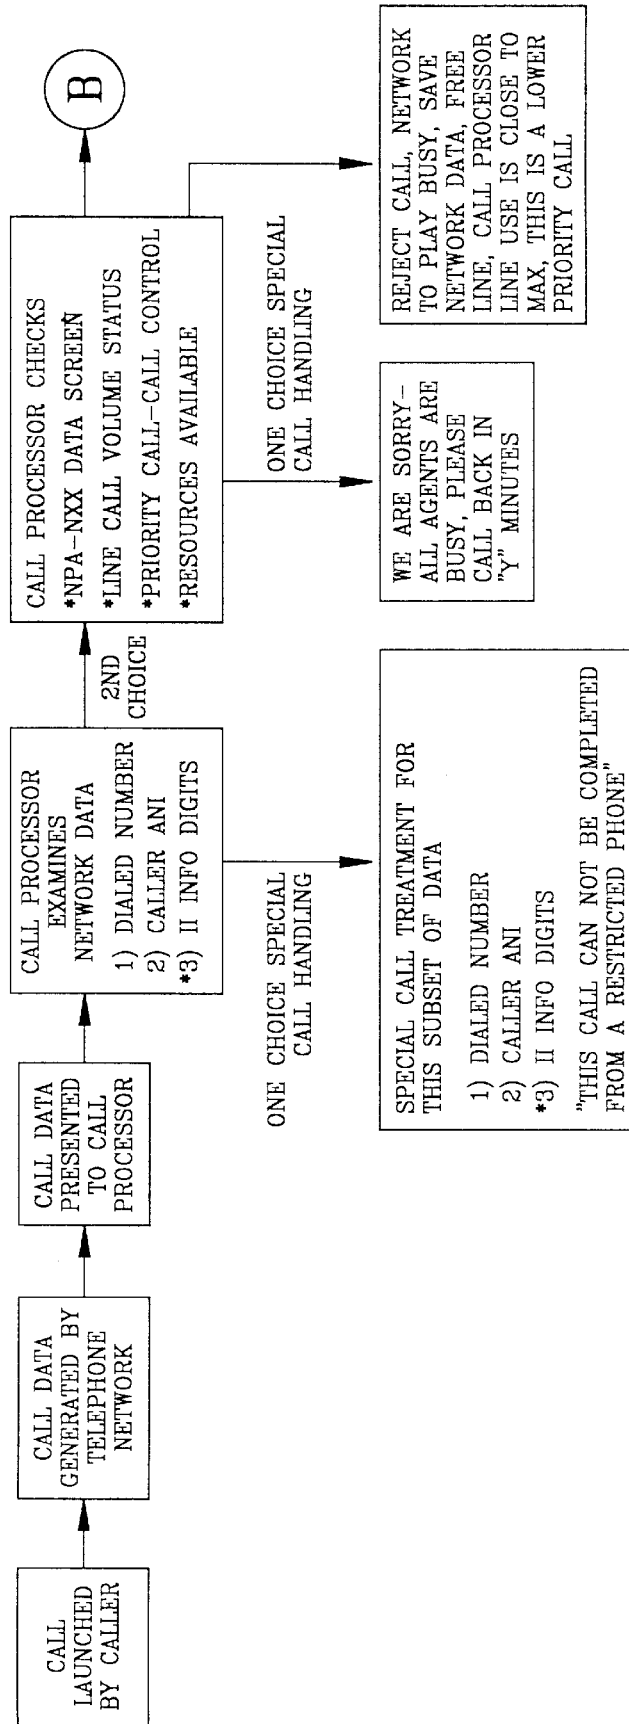 CALL
LAUNCHED
BY CALLER
CALL DATA
GENERATED BY
TELEPHONE
NETWORK
CALL DATA
PRESENTED
TO CALL
PROCESSOR
CALL PROCESSOR
EXAMINES
NETWORK DATA
1) DIALED NUMBER
2) CALLER ANI
*3) II INFO DIGITS
2ND
CHOICE
CALL PROCESSOR CHECKS
*NPA-NXX DATA SCREEN
*LINE CALL VOLUME STATUS
*PRIORITY CALL-CALL CONTROL
*RESOURCES AVAILABLE
B
ONE CHOICE SPECIAL
CALL HANDLING
ONE CHOICE SPECIAL
CALL HANDLING
SPECIAL CALL TREATMENT FOR
THIS SUBSET OF DATA
1) DIALED NUMBER
2) CALLER ANI
*3) II INFO DIGITS
"THIS CALL CAN NOT BE COMPLETED
FROM A RESTRICTED PHONE"
WE ARE SORRY-
ALL AGENTS ARE
BUSY, PLEASE
CALL BACK IN
"Y" MINUTES
REJECT CALL, NETWORK
TO PLAY BUSY, SAVE
NETWORK DATA, FREE
LINE, CALL PROCESSOR
LINE USE IS CLOSE TO
MAX, THIS IS A LOWER
PRIORITY CALL